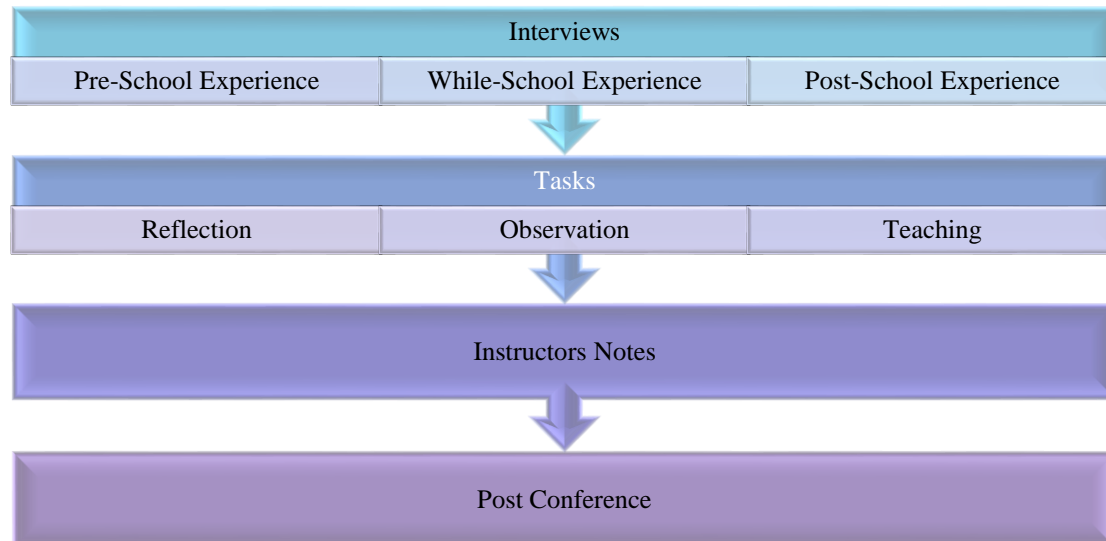 Interviews
Pre-School Experience While-School Experience Post-School Experience
Tasks
Reflection Observation Teaching
Instructors Notes
Post Conference